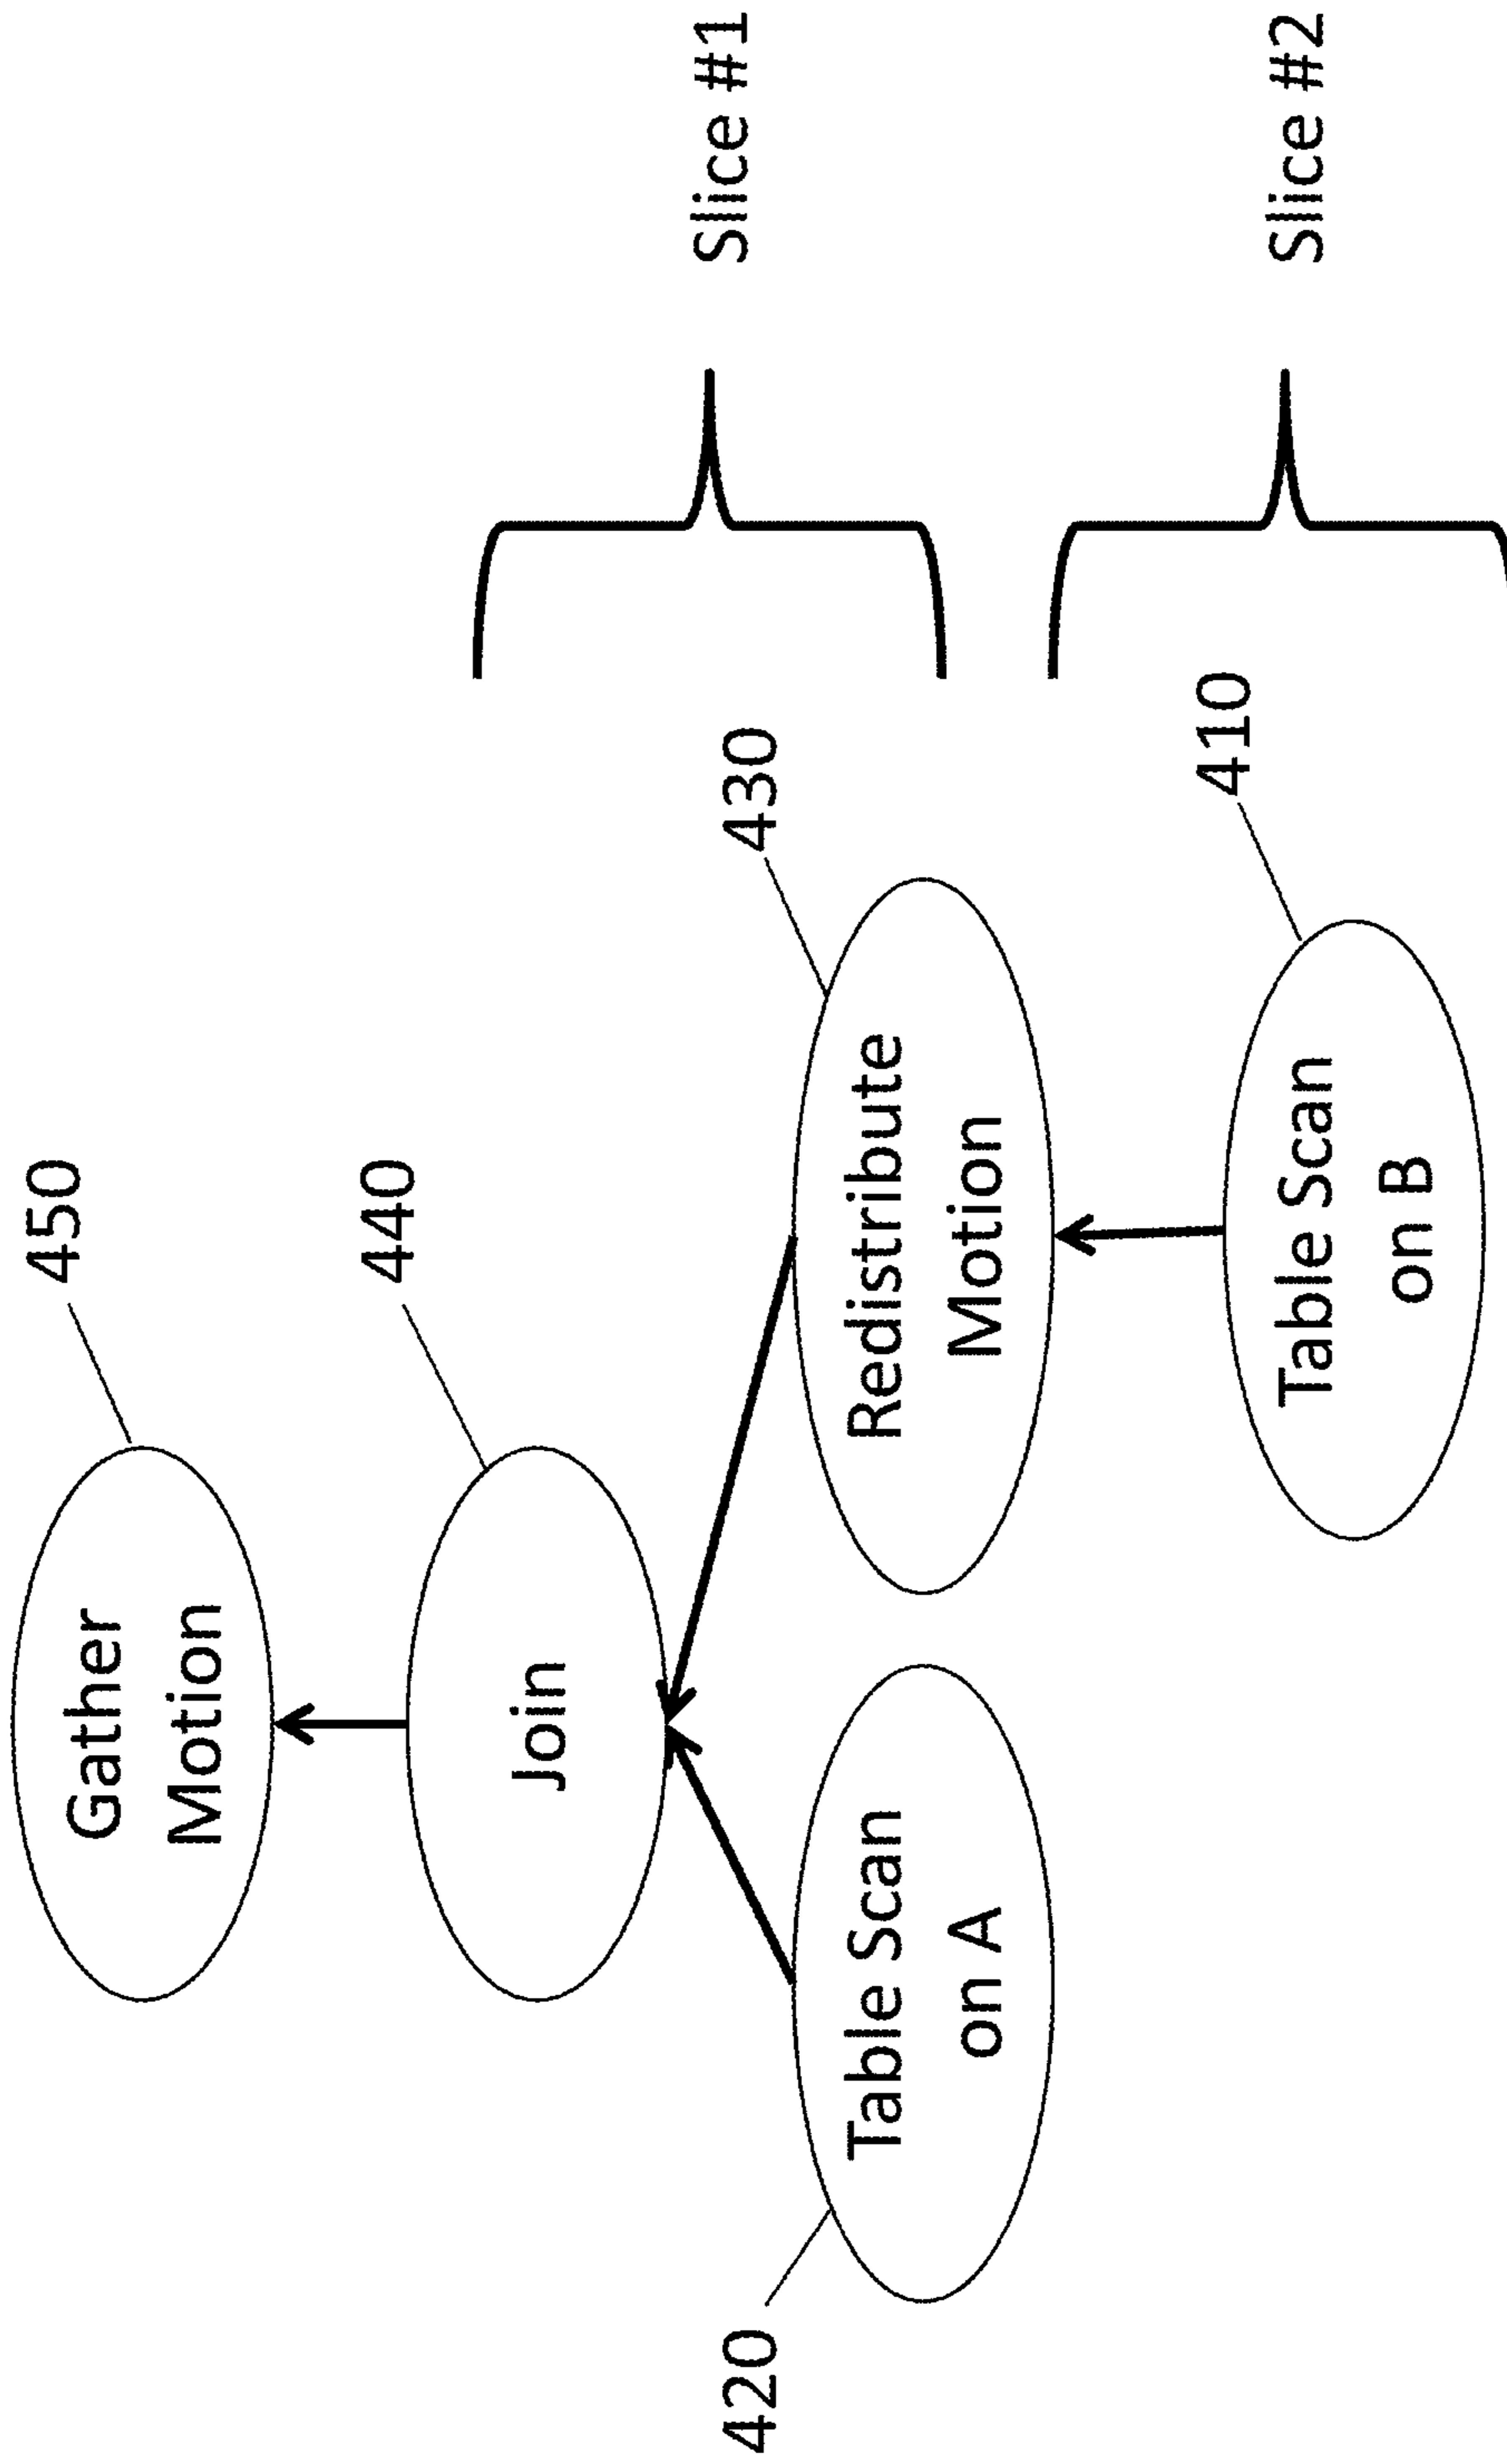 450
Gather
Motion
440
Join
Slice #1
420
Table Scan
on A
430
Redistribute
Motion
Slice #2
410
Table Scan
on B